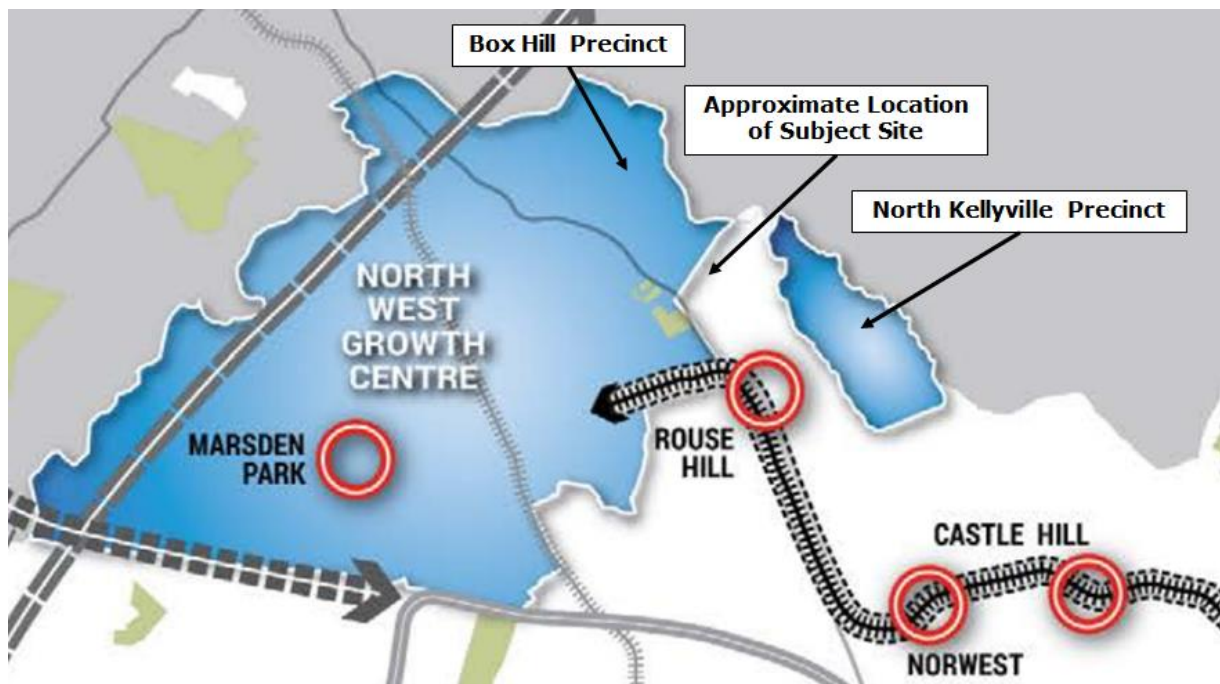 Box Hill Precinct
Approximate Location
of Subject Site
North Kellyville Precinct
NORTH
WEST
GROWTH
CENTRE
MARSDEN
PARK
ROUSE
HILL
CASTLE HILL
NORWEST